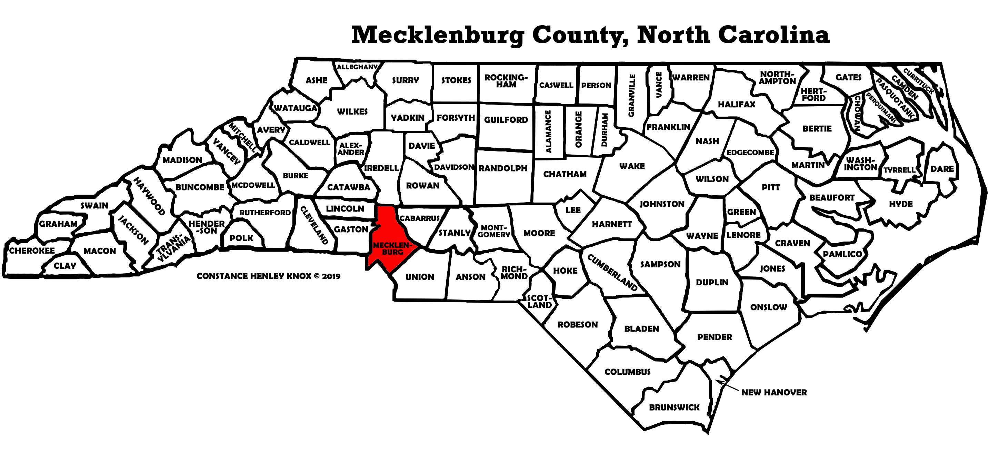 Mecklenburg County, North Carolina
ALLEGHANY
ASHE
SURRY
STOKES
ROCKING-
HAM
CASWELL
PERSON
GRANVILLE
VANCE
WARREN
NORTH-
AMPTON
GATES
CURRITUCK
CAMDEN
PASQUOTANK
PERQUIMANS
CHOWAN
HERT-
FORD
HALIFAX
WATAUGA
WILKES
YADKIN
FORSYTH
GUILFORD
ALAMANCE
ORANGE
DURHAM
FRANKLIN
BERTIE
MITCHELL
AVERY
YANCEY
CALDWELL
ALEX-
ANDER
DAVIE
NASH
EDGECOMBE
MADISON
IREDELL
DAVIDSON
RANDOLPH
CHATHAM
WAKE
MARTIN
WASH-
INGTON
TYRRELL
DARE
HAYWOOD
BUNCOMBE
MCDOWELL
BURKE
CATAWBA
ROWAN
WILSON
PITT
BEAUFORT
HYDE
SWAIN
JACKSON
RUTHERFORD
CLEVELAND
LINCOLN
CABARRUS
LEE
JOHNSTON
GREEN
GRAHAM
HENDER
-SON
POLK
GASTON
STANLY
MONT-
GOMERY
MOORE
HARNETT
WAYNE
LENORE
CRAVEN
PAMLICO
CHEROKEE
MACON
TRANS-
YLVANIA
MECKLEN-
BURG
CLAY
CONSTANCE HENLEY KNOX © 2019
UNION
ANSON
RICH-
MOND
HOKE
CUMBERLAND
SAMPSON
DUPLIN
JONES
SCOT-
LAND
ONSLOW
ROBESON
BLADEN
PENDER
COLUMBUS
NEW HANOVER
BRUNSWICK